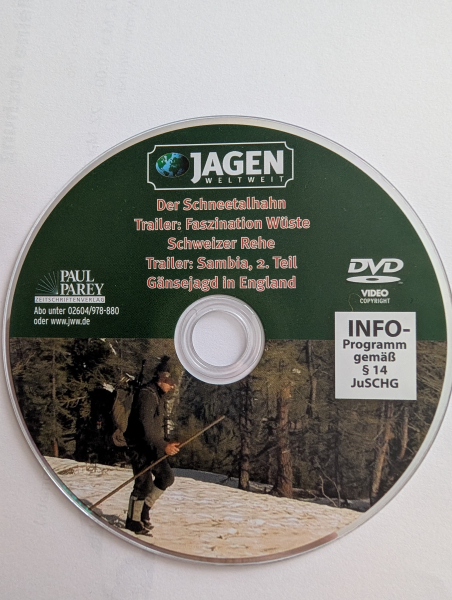 JAGEN
WELTWEIT
Der Schneetalhahn
Trailer: Faszination Wüste
Schweizer Rehe
Trailer: Sambia, 2. Teil
Gänsejagd in England
PAUL
PAREY
ZEITSCHRIFTENVERLAG
Abo unter 02604/978-880
oder www.jww.de
DVD
VIDEO
COPYRIGHT
INFO-
Programm
gemäß
§ 14
JuSCHG